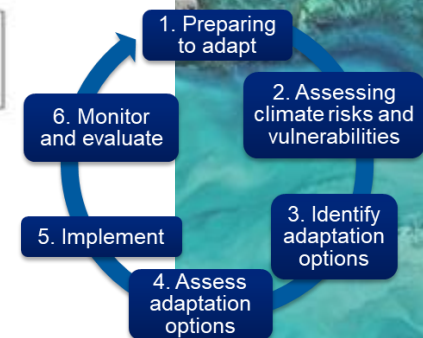 1. Preparing
to adapt
2. Assessing
climate risks and
vulnerabilities
3. Identify
adaptation
options
4. Assess
adaptation
options
5. Implement
6. Monitor
and evaluate